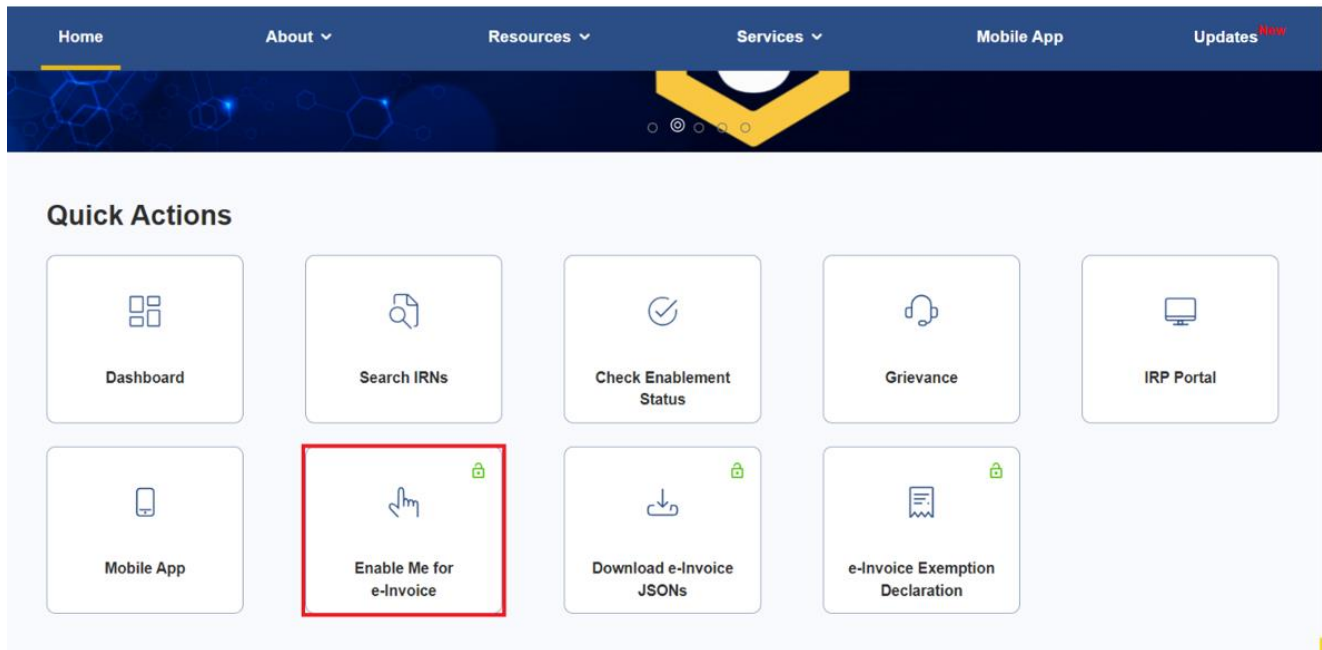 Home About Resources Services Mobile App Updates New
Quick Actions
Dashboard
Search IRNs
Check Enablement
Status
Grievance
IRP Portal
Mobile App
Enable Me for
e-Invoice
Download e-Invoice
JSONs
e-Invoice Exemption
Declaration